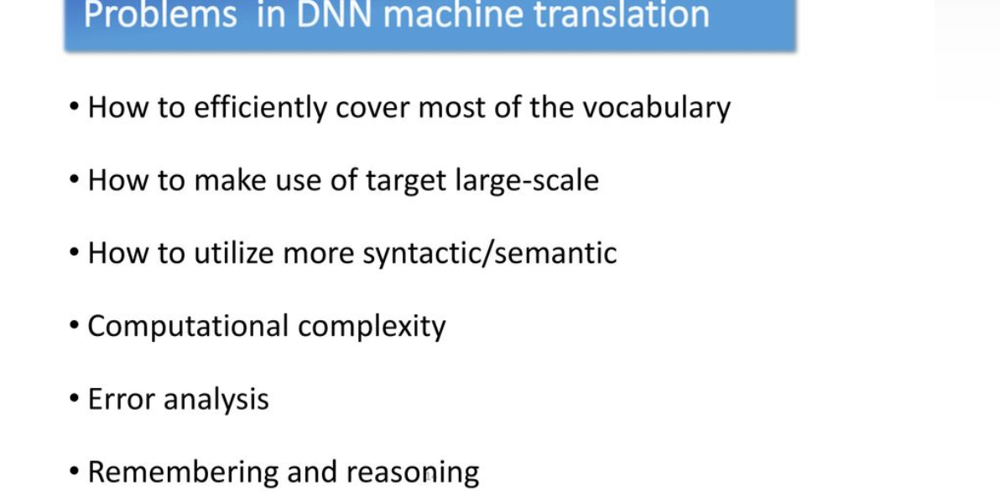 Problems in DNN machine translation
• How to efficiently cover most of the vocabulary
• How to make use of target large-scale
• How to utilize more syntactic/semantic
• Computational complexity
• Error analysis
• Remembering and reasoning